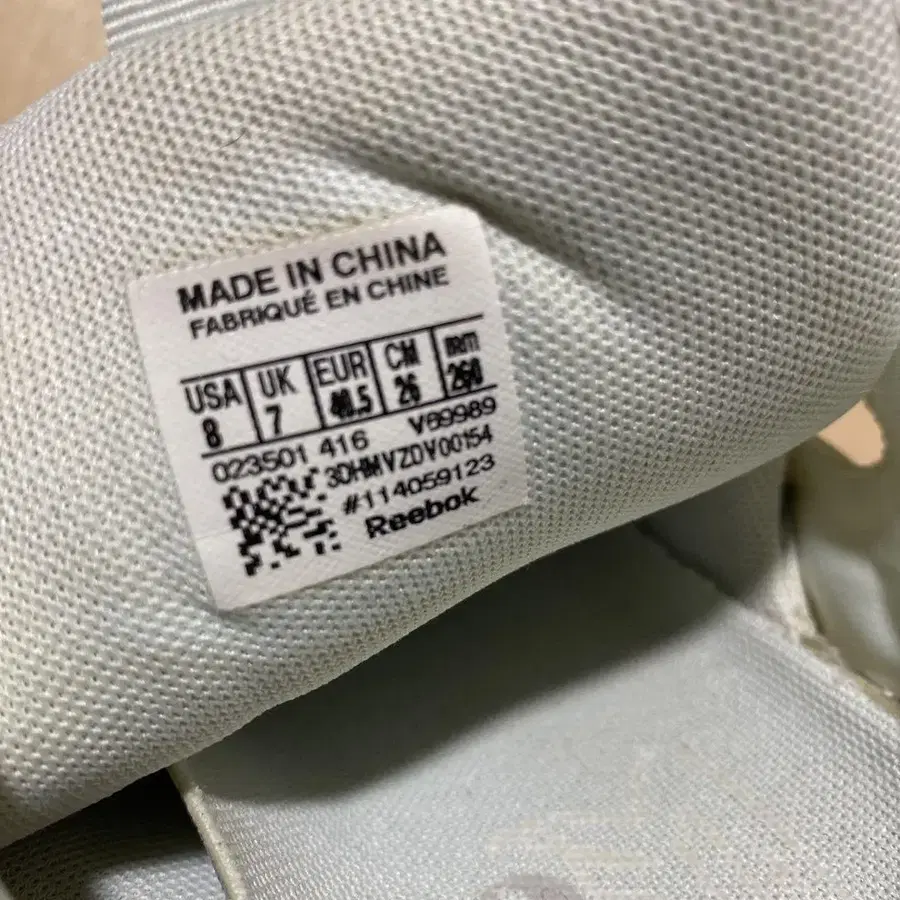 MADE IN CHINA
FABRIQUÉ EN CHINE
USA UK EUR CM mm
8 7 40.5 26 260
023501 416 V69989
3DHMVZDV00154
#114059123
Reebok